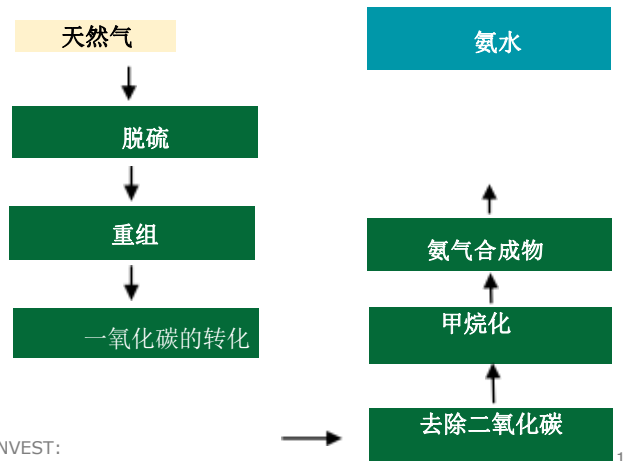 天然气
脱硫
重组
一氧化碳的转化
氨水
氨气合成物
甲烷化
去除二氧化碳
NVEST:
1